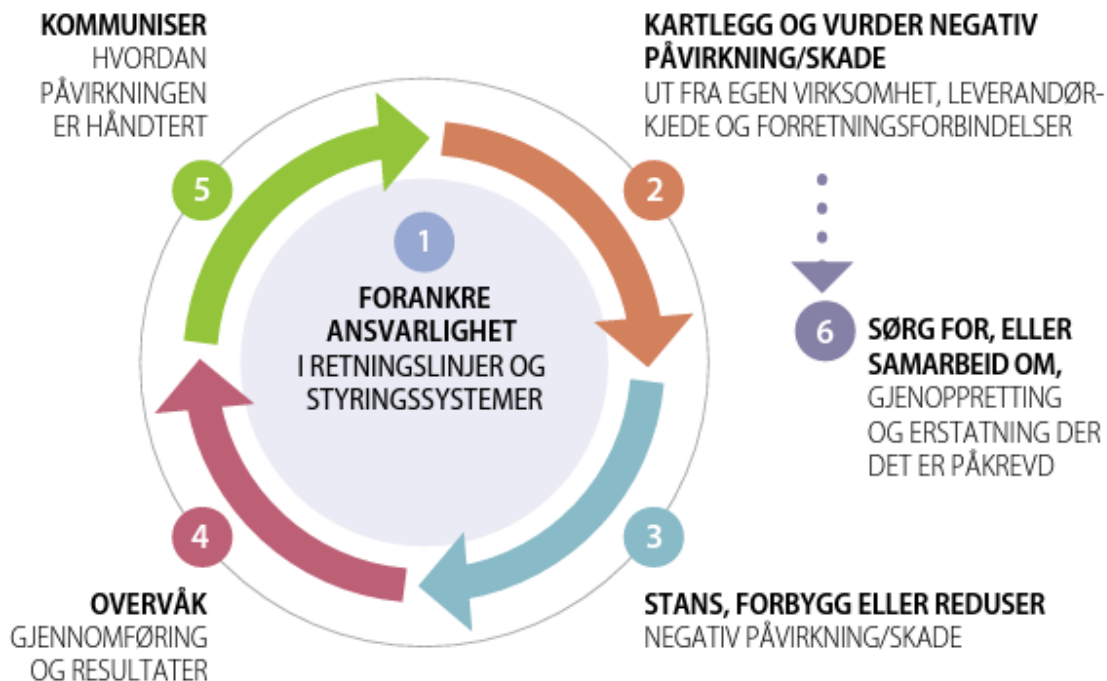 1
FORANKRE
ANSVARLIGHET
I RETNINGSLINJER OG
STYRINGSSYSTEMER
2
KARTLEGG OG VURDER NEGATIV
PÅVIRKNING/SKADE
UT FRA EGEN VIRKSOMHET, LEVERANDØR-
KJEDE OG FORRETNINGSFORBINDELSER
3
STANS, FORBYGG ELLER REDUSER
NEGATIV PÅVIRKNING/SKADE
4
OVERVÅK
GJENNOMFØRING
OG RESULTATER
5
KOMMUNISER
HVORDAN
PÅVIRKNINGEN
ER HÅNDTERT
6
SØRG FOR, ELLER
SAMARBEID OM,
GJENOPPRETTING
OG ERSTATNING DER
DET ER PÅKREVD